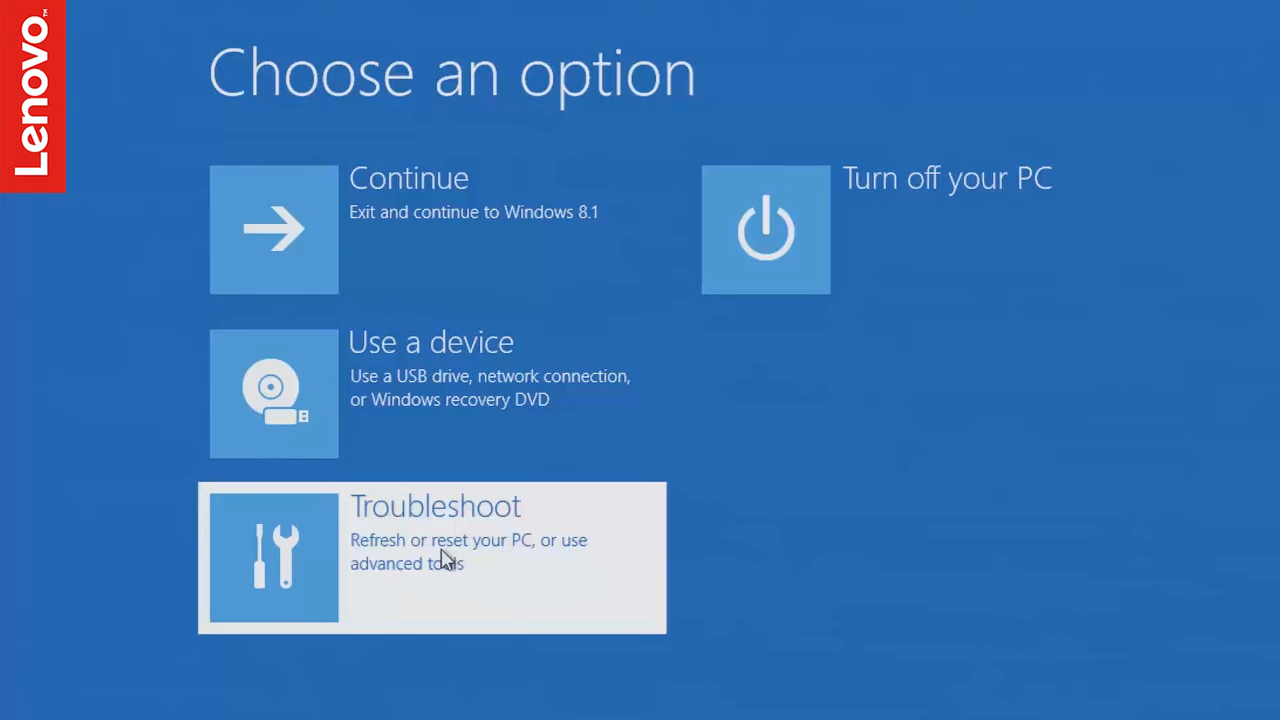 Lenovo™
Choose an option
Continue
Exit and continue to Windows 8.1
Turn off your PC
Use a device
Use a USB drive, network connection,
or Windows recovery DVD
Troubleshoot
Refresh or reset your PC, or use
advanced tools